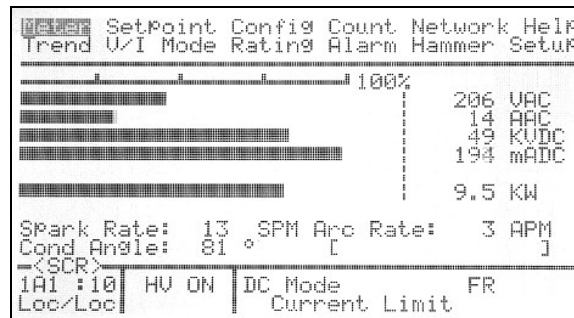 Meter SetPoint Config Count Network Help
Trend V/I Mode Rating Alarm Hammer Setup
100%
206 VAC
14 AAC
49 KVDC
194 mADC
9.5 KW
Spark Rate: 13 SPM Arc Rate: 3 APM
Cond Angle: 81 ° [ ]
<SCR>
1A1 :10 HV ON DC Mode FR
Loc/Loc Current Limit